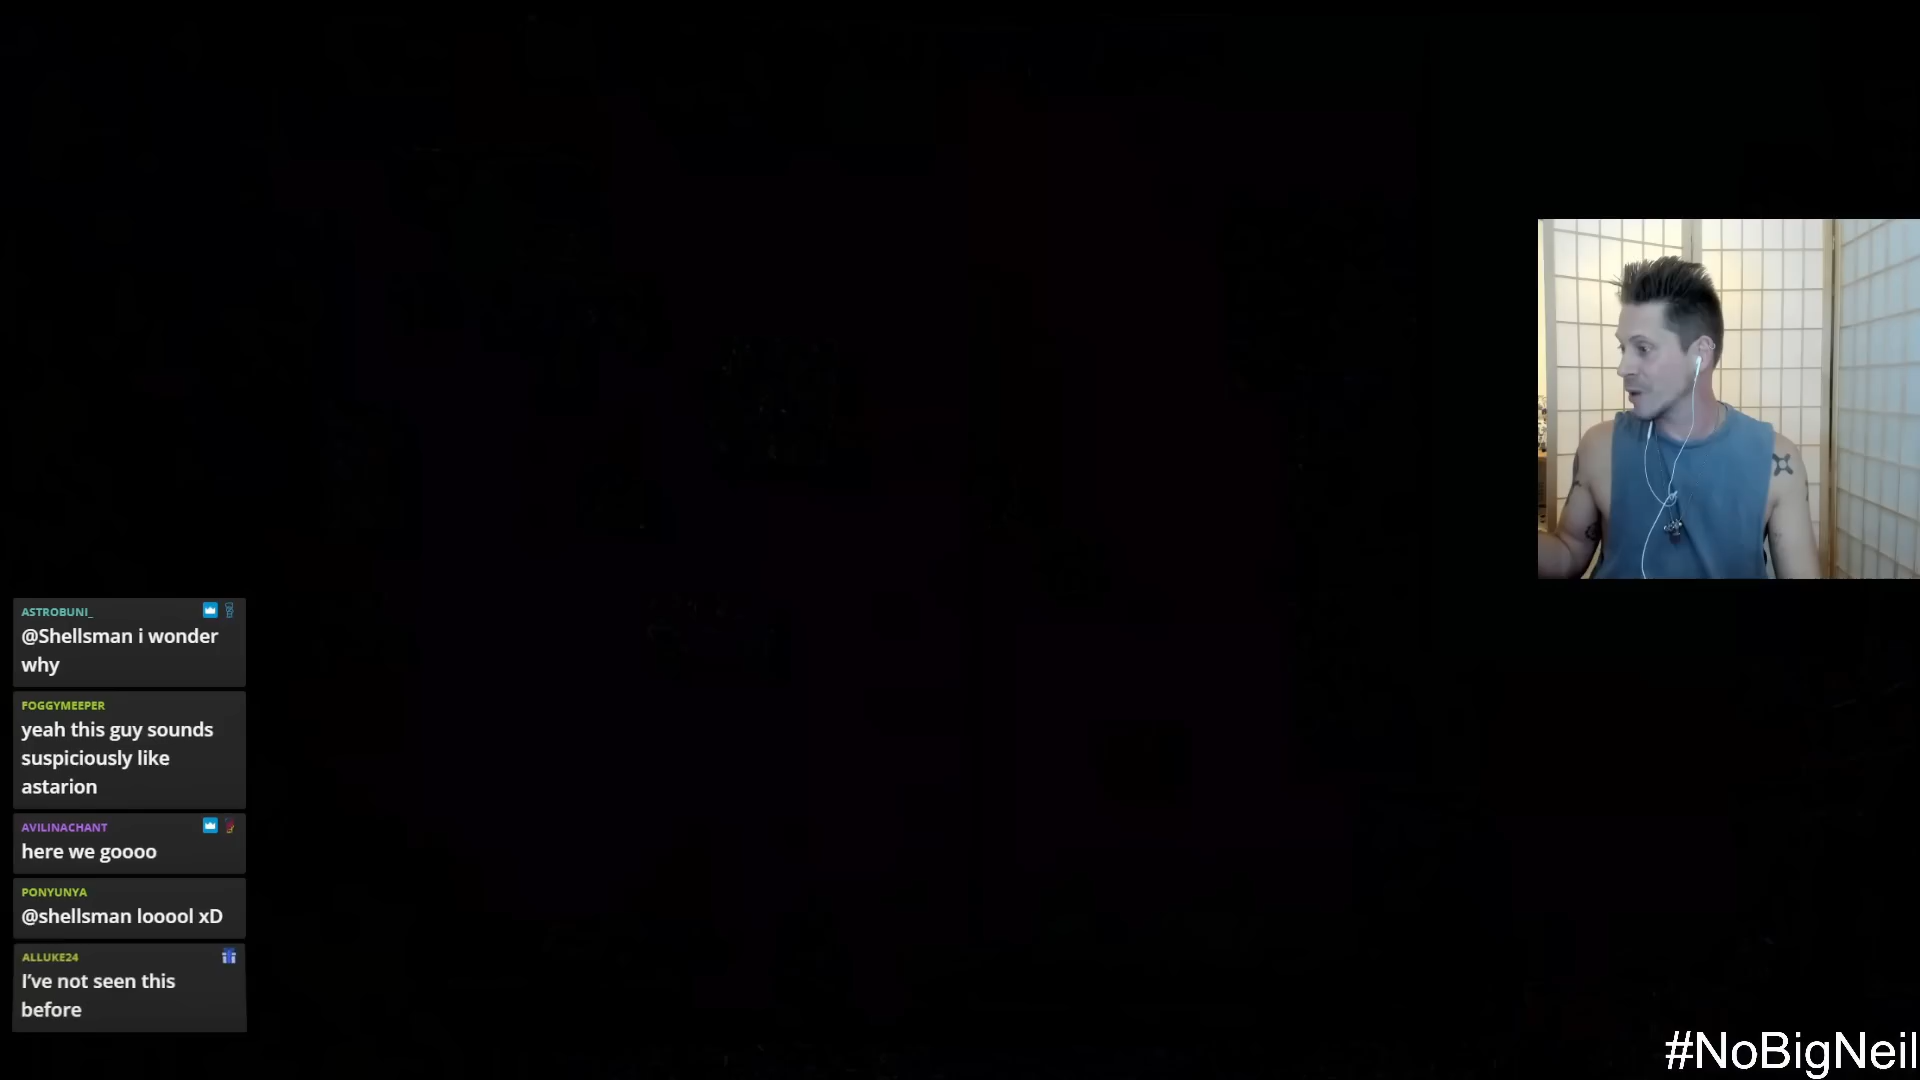 ASTROBUNI_
@Shellsman i wonder
why
FOGGYMEEPER
yeah this guy sounds
suspiciously like
astarion
AVILINACHANT
here we goooo
PONYUNYA
@shellsman looool xD
ALLUKE24
I've not seen this
before
#NoBigNeil